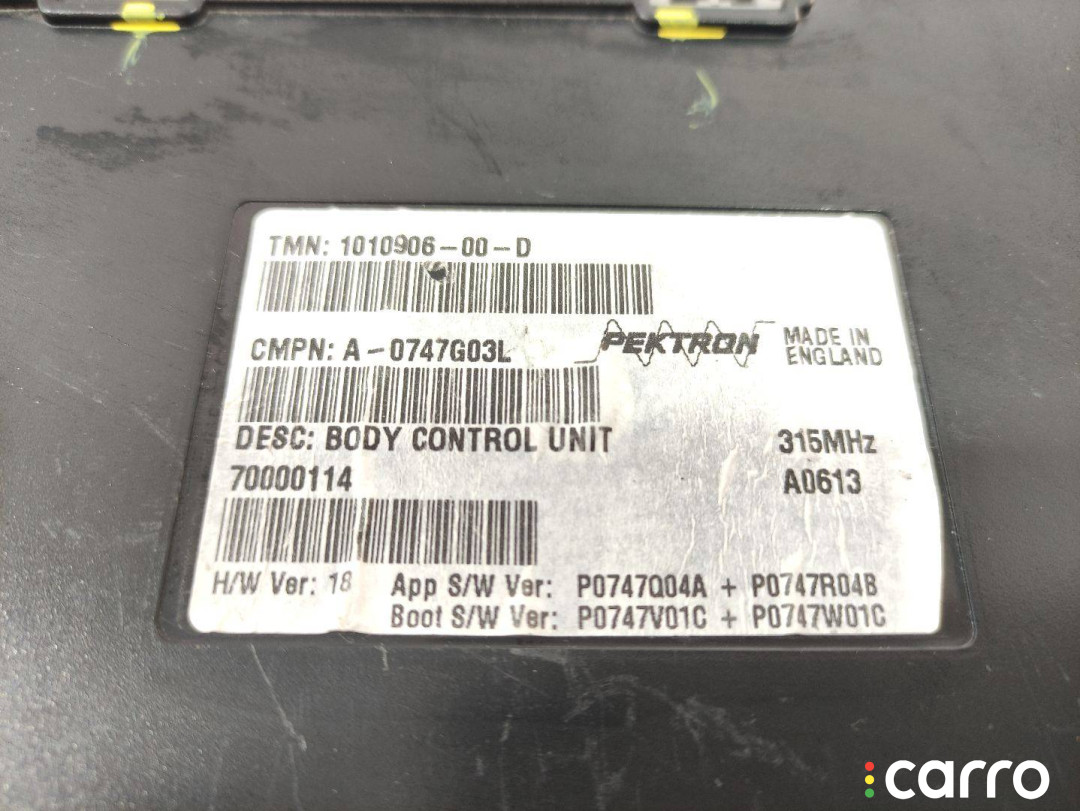 TMN: 1010906-00-D
CMPN: A-0747G03L
PEKTRON
MADE IN
ENGLAND
DESC: BODY CONTROL UNIT
315MHz
70000114
A0613
H/W Ver: 18
App S/W Ver: P0747Q04A + P0747R04B
Boot S/W Ver: P0747V01C + P0747W01C
carro